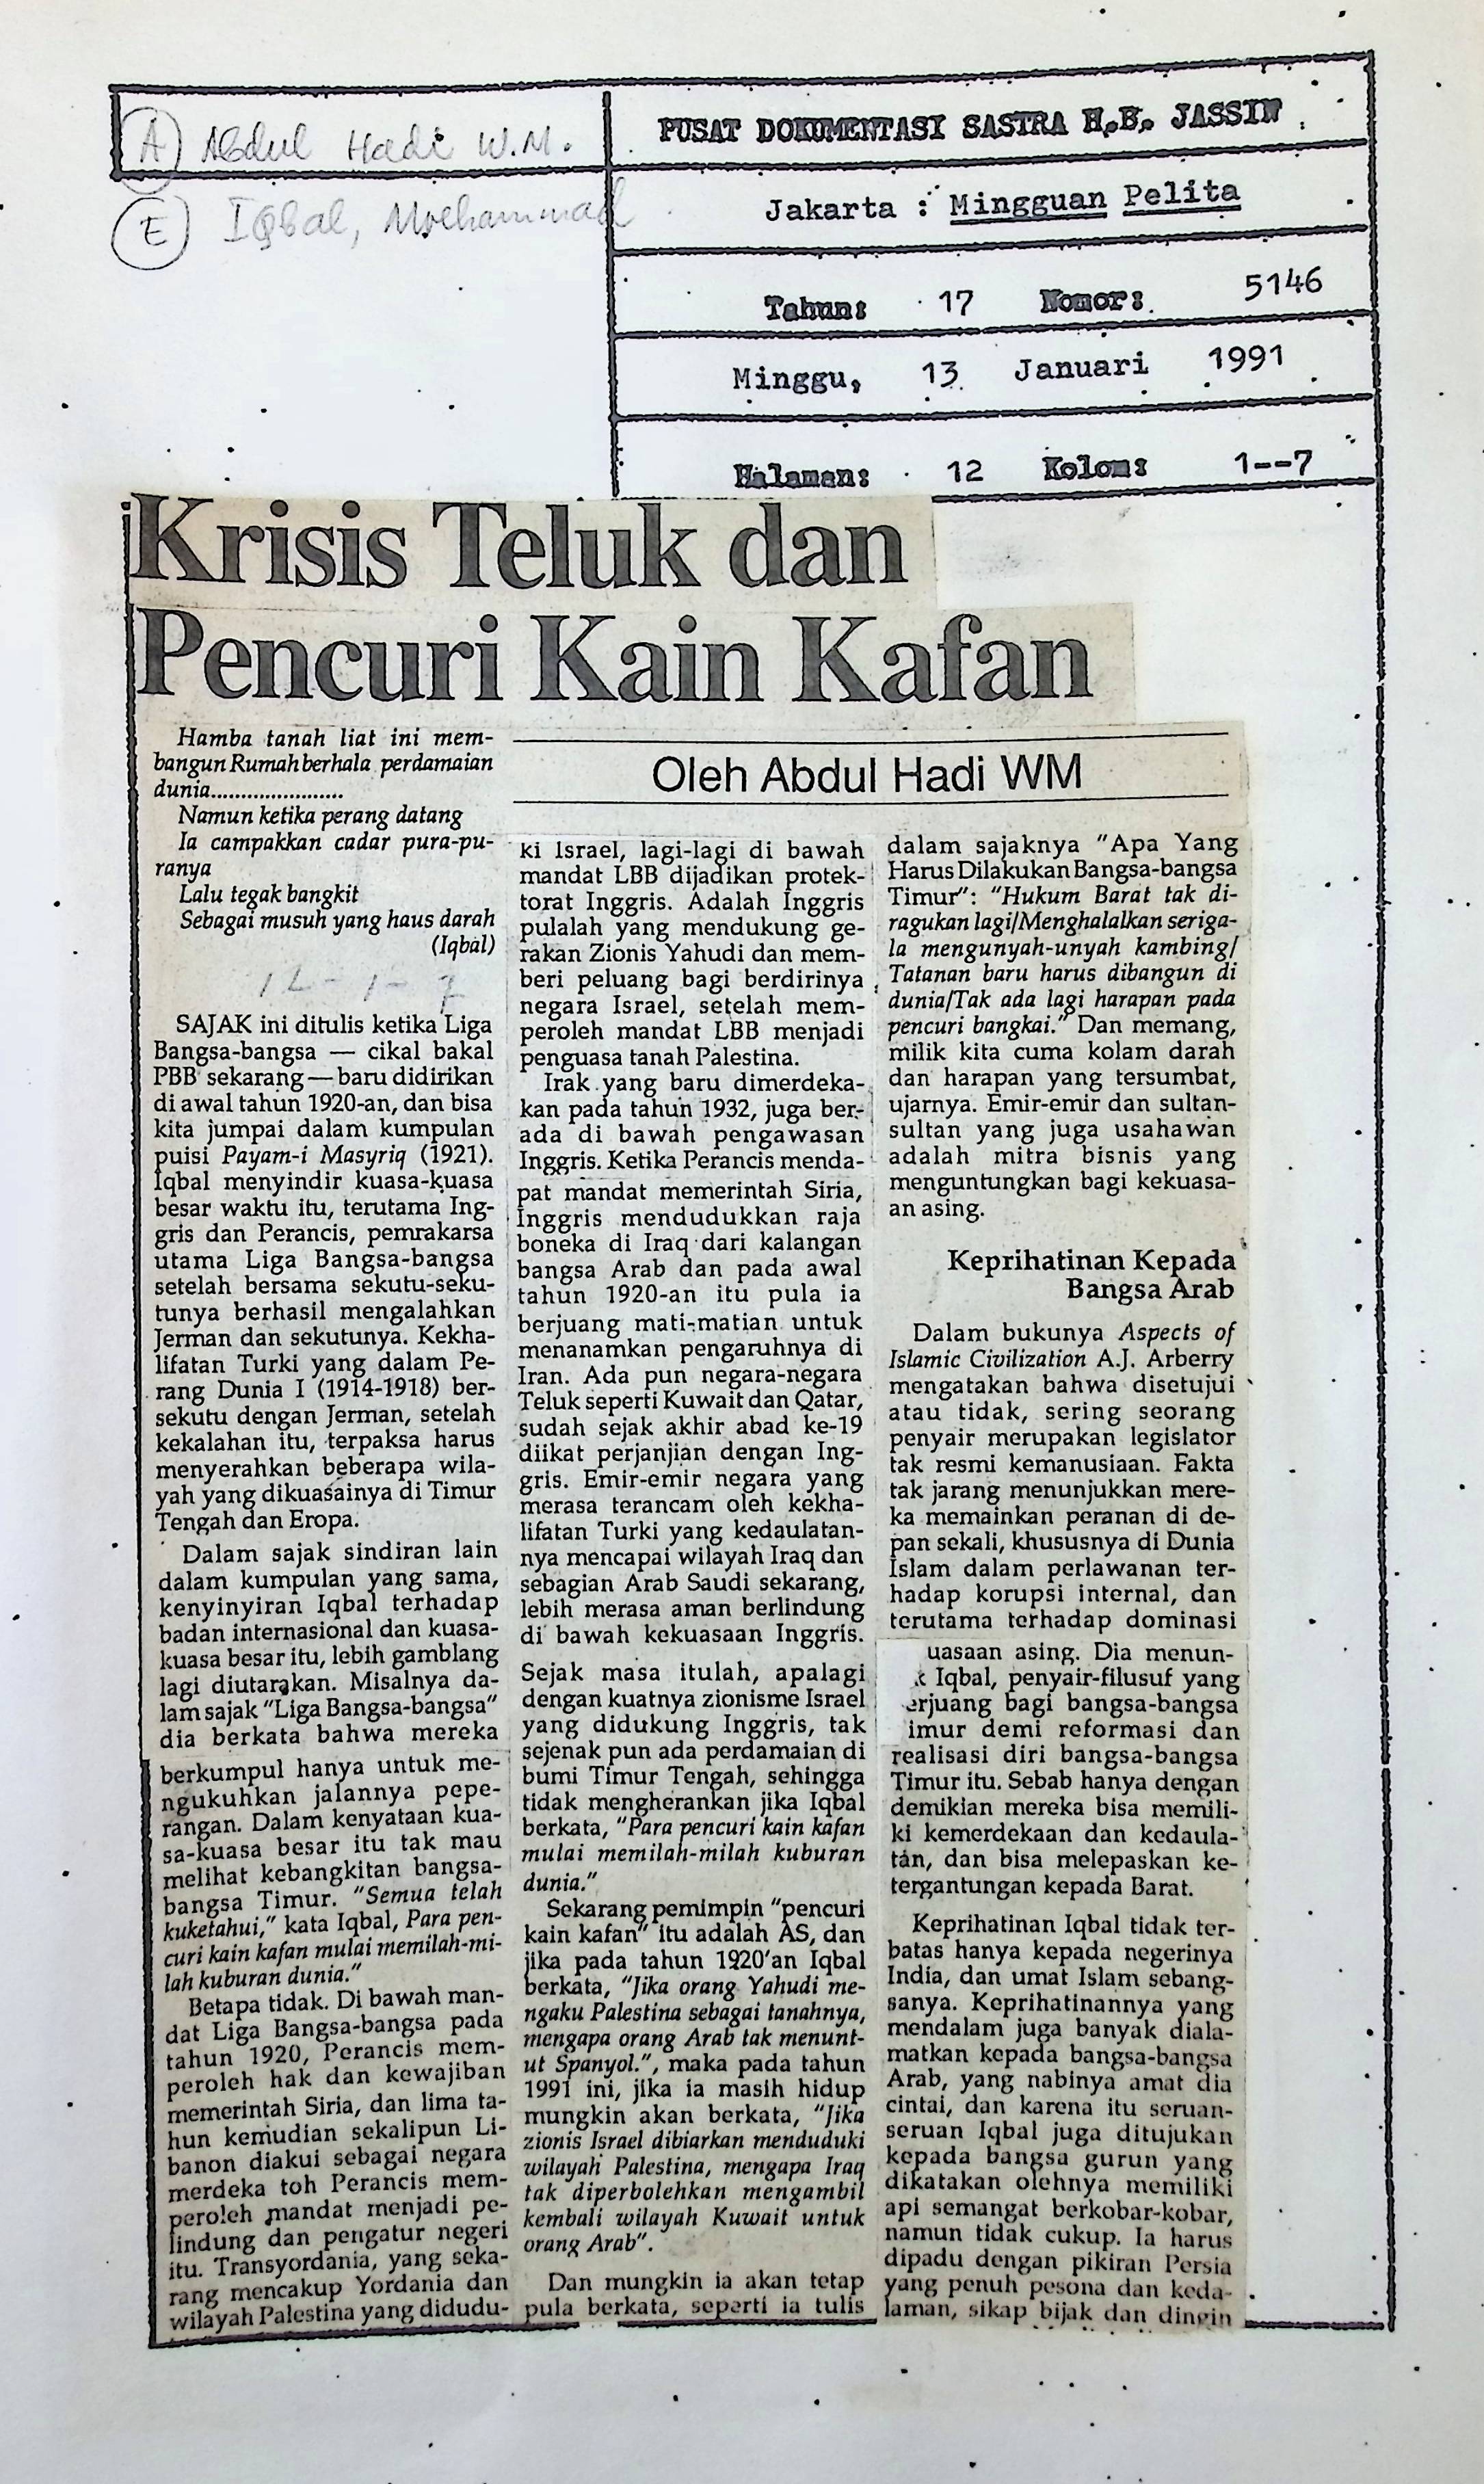 A Abdul Hadi W.M.
E Iqbal, Moehammad
PUSAT DOKUMENTASI SASTRA H.B. JASSIN
Jakarta : Mingguan Pelita
Tahun: 17 Nomor: 5146
Minggu, 13 Januari 1991
Halaman: 12 Kolom: 1--7
Krisis Teluk dan
Pencuri Kain Kafan
Oleh Abdul Hadi WM
Hamba tanah liat ini mem-
bangun Rumah berhala perdamaian
dunia......................
Namun ketika perang datang
Ia campakkan cadar pura-pu-
ranya
Lalu tegak bangkit
Sebagai musuh yang haus darah
(Iqbal)
12-1-7
SAJAK ini ditulis ketika Liga
Bangsa-bangsa — cikal bakal
PBB sekarang — baru didirikan
di awal tahun 1920-an, dan bisa
kita jumpai dalam kumpulan
puisi Payam-i Masyriq (1921).
Iqbal menyindir kuasa-kuasa
besar waktu itu, terutama Ing-
gris dan Perancis, pemrakarsa
utama Liga Bangsa-bangsa
setelah bersama sekutu-seku-
tunya berhasil mengalahkan
Jerman dan sekutunya. Kekha-
lifatan Turki yang dalam Pe-
rang Dunia I (1914-1918) ber-
sekutu dengan Jerman, setelah
kekalahan itu, terpaksa harus
menyerahkan beberapa wila-
yah yang dikuasainya di Timur
Tengah dan Eropa.
Dalam sajak sindiran lain
dalam kumpulan yang sama,
kenyinyiran Iqbal terhadap
badan internasional dan kuasa-
kuasa besar itu, lebih gamblang
lagi diutarakan. Misalnya da-
lam sajak "Liga Bangsa-bangsa"
dia berkata bahwa mereka
berkumpul hanya untuk me-
ngukuhkan jalannya pepe-
rangan. Dalam kenyataan kua-
sa-kuasa besar itu tak mau
melihat kebangkitan bangsa-
bangsa Timur. "Semua telah
kuketahui," kata Iqbal, Para pen-
curi kain kafan mulai memilah-mi-
lah kuburan dunia."
Betapa tidak. Di bawah man-
dat Liga Bangsa-bangsa pada
tahun 1920, Perancis mem-
peroleh hak dan kewajiban
memerintah Siria, dan lima ta-
hun kemudian sekalipun Li-
banon diakui sebagai negara
merdeka toh Perancis mem-
peroleh mandat menjadi pe-
lindung dan pengatur negeri
itu. Transyordania, yang seka-
rang mencakup Yordania dan
wilayah Palestina yang didudu-
ki Israel, lagi-lagi di bawah
mandat LBB dijadikan protek-
torat Inggris. Adalah Inggris
pulalah yang mendukung ge-
rakan Zionis Yahudi dan mem-
beri peluang bagi berdirinya
negara Israel, setelah mem-
peroleh mandat LBB menjadi
penguasa tanah Palestina.
Irak yang baru dimerdeka-
kan pada tahun 1932, juga ber-
ada di bawah pengawasan
Inggris. Ketika Perancis menda-
pat mandat memerintah Siria,
Inggris mendudukkan raja
boneka di Iraq dari kalangan
bangsa Arab dan pada awal
tahun 1920-an itu pula ia
berjuang mati-matian untuk
menanamkan pengaruhnya di
Iran. Ada pun negara-negara
Teluk seperti Kuwait dan Qatar,
sudah sejak akhir abad ke-19
diikat perjanjian dengan Ing-
gris. Emir-emir negara yang
merasa terancam oleh kekha-
lifatan Turki yang kedaulatan-
nya mencapai wilayah Iraq dan
sebagian Arab Saudi sekarang,
lebih merasa aman berlindung
di bawah kekuasaan Inggris.
Sejak masa itulah, apalagi
dengan kuatnya zionisme Israel
yang didukung Inggris, tak
sejenak pun ada perdamaian di
bumi Timur Tengah, sehingga
tidak mengherankan jika Iqbal
berkata, "Para pencuri kain kafan
mulai memilah-milah kuburan
dunia."
Sekarang pemimpin "pencuri
kain kafan" itu adalah AS, dan
jika pada tahun 1920'an Iqbal
berkata, "Jika orang Yahudi me-
ngaku Palestina sebagai tanahnya,
mengapa orang Arab tak menunt-
ut Spanyol.", maka pada tahun
1991 ini, jika ia masih hidup
mungkin akan berkata, "Jika
zionis Israel dibiarkan menduduki
wilayah Palestina, mengapa Iraq
tak diperbolehkan mengambil
kembali wilayah Kuwait untuk
orang Arab".
Dan mungkin ia akan tetap
pula berkata, seperti ia tulis
dalam sajaknya "Apa Yang
Harus Dilakukan Bangsa-bangsa
Timur": "Hukum Barat tak di-
ragukan lagi/Menghalalkan seriga-
la mengunyah-unyah kambing/
Tatanan baru harus dibangun di
dunia/Tak ada lagi harapan pada
pencuri bangkai." Dan memang,
milik kita cuma kolam darah
dan harapan yang tersumbat,
ujarnya. Emir-emir dan sultan-
sultan yang juga usahawan
adalah mitra bisnis yang
menguntungkan bagi kekuasa-
an asing.
Keprihatinan Kepada
Bangsa Arab
Dalam bukunya Aspects of
Islamic Civilization A.J. Arberry
mengatakan bahwa disetujui
atau tidak, sering seorang
penyair merupakan legislator
tak resmi kemanusiaan. Fakta
tak jarang menunjukkan mere-
ka memainkan peranan di de-
pan sekali, khususnya di Dunia
Islam dalam perlawanan ter-
hadap korupsi internal, dan
terutama terhadap dominasi
uasaan asing. Dia menun-
k Iqbal, penyair-filusuf yang
erjuang bagi bangsa-bangsa
imur demi reformasi dan
realisasi diri bangsa-bangsa
Timur itu. Sebab hanya dengan
demikian mereka bisa memili-
ki kemerdekaan dan kedaula-
tan, dan bisa melepaskan ke-
tergantungan kepada Barat.
Keprihatinan Iqbal tidak ter-
batas hanya kepada negerinya
India, dan umat Islam sebang-
sanya. Keprihatinannya yang
mendalam juga banyak diala-
matkan kepada bangsa-bangsa
Arab, yang nabinya amat dia
cintai, dan karena itu seruan-
seruan Iqbal juga ditujukan
kepada bangsa gurun yang
dikatakan olehnya memiliki
api semangat berkobar-kobar,
namun tidak cukup. Ia harus
dipadu dengan pikiran Persia
yang penuh pesona dan keda-
laman, sikap bijak dan dingin